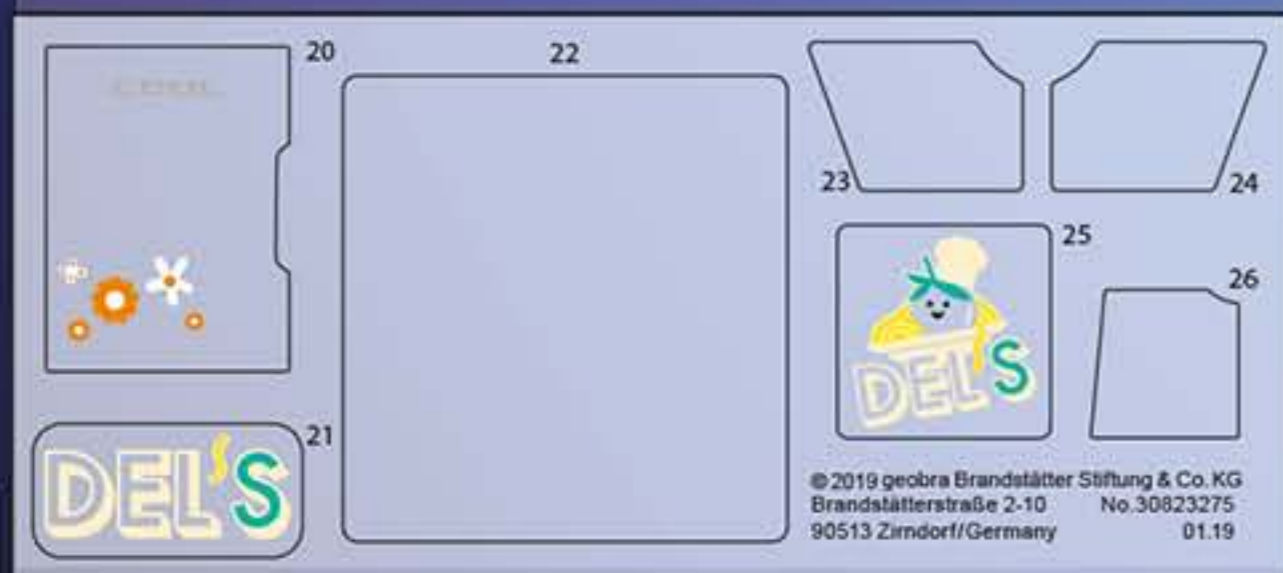 20
22
23
24
25
26
DEL'S
21
DEL'S
© 2019 geobra Brandstätter Stiftung & Co. KG
Brandstätterstraße 2-10 No.30823275
90513 Zirndorf/Germany 01.19